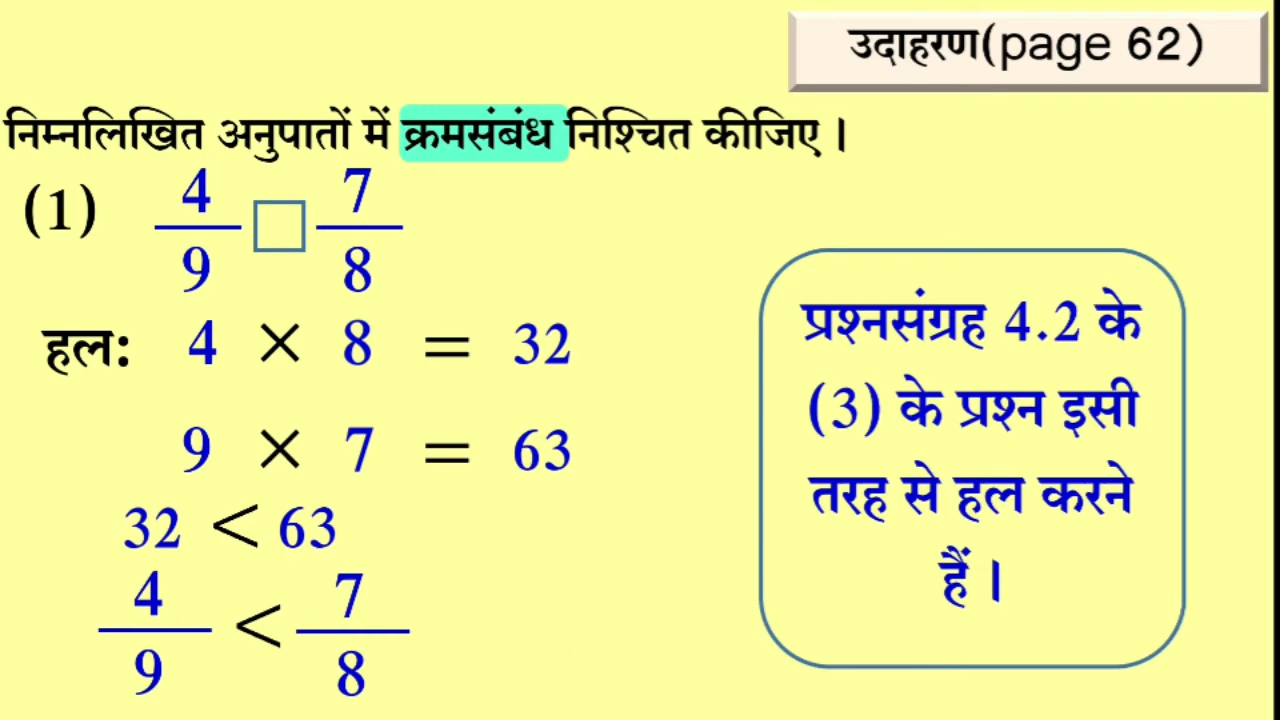 उदाहरण(page 62)
निम्नलिखित अनुपातों में क्रमसंबंध निश्चित कीजिए ।
(1) 4/9 □ 7/8
हल: 4 × 8 = 32
9 × 7 = 63
32 < 63
4/9 < 7/8
प्रश्नसंग्रह 4.2 के
(3) के प्रश्न इसी
तरह से हल करने
हैं ।